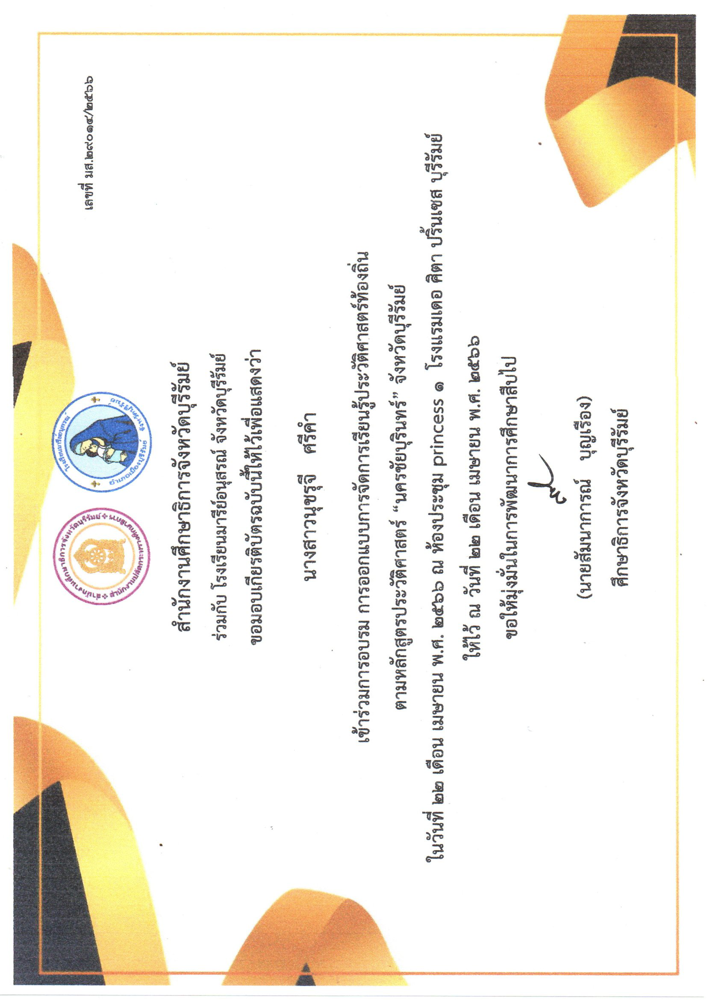 เลขที่ มส.๒๙๐๑๔/๒๕๖๖
สำนักงานศึกษาธิการจังหวัดบุรีรัมย์ สำนักงานปลัดกระทรวงศึกษาธิการ
โรงเรียนมารีย์อนุสรณ์ อำเภอเมืองบุรีรัมย์ จังหวัดบุรีรัมย์
สำนักงานศึกษาธิการจังหวัดบุรีรัมย์
ร่วมกับ โรงเรียนมารีย์อนุสรณ์ จังหวัดบุรีรัมย์
ขอมอบเกียรติบัตรฉบับนี้ให้ไว้เพื่อแสดงว่า
นางสาวนุชรุจี ศรีคำ
เข้าร่วมการอบรม การออกแบบการจัดการเรียนรู้ประวัติศาสตร์ท้องถิ่น
ตามหลักสูตรประวัติศาสตร์ “นครชัยบุรินทร์” จังหวัดบุรีรัมย์
ในวันที่ ๒๒ เดือน เมษายน พ.ศ. ๒๕๖๖ ณ ห้องประชุม princess ๑ โรงแรมเดอ ศิตา ปริ้นเซส บุรีรัมย์
ให้ไว้ ณ วันที่ ๒๒ เดือน เมษายน พ.ศ. ๒๕๖๖
ขอให้มุ่งมั่นในการพัฒนาการศึกษาสืบไป
(นายสัมนาการณ์ บุญเรือง)
ศึกษาธิการจังหวัดบุรีรัมย์